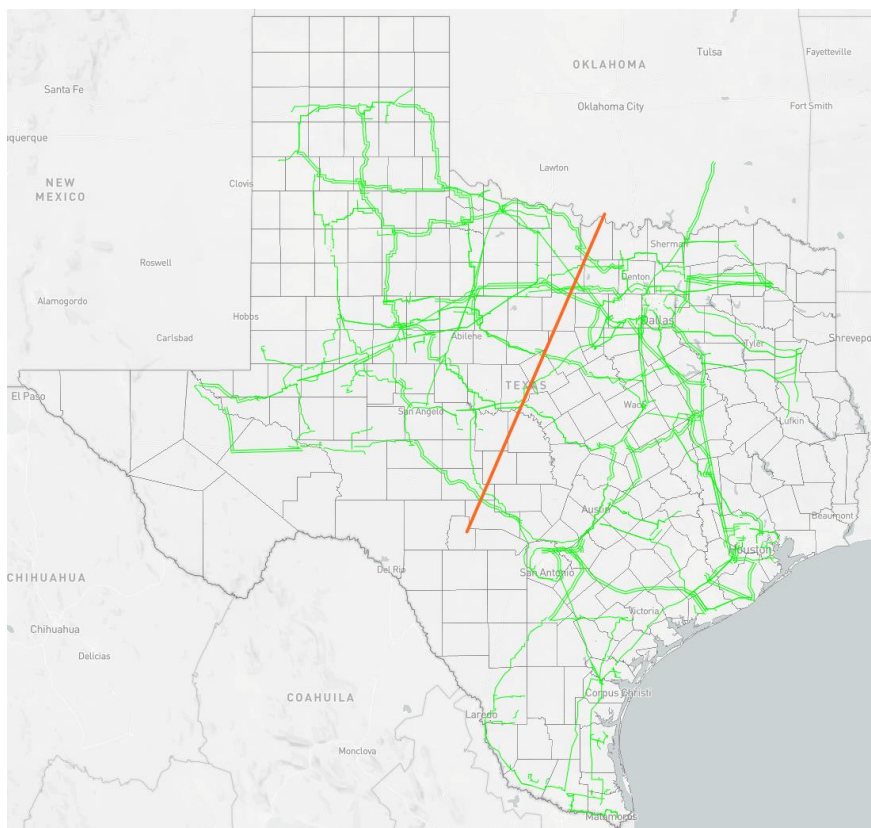 Tulsa
Fayetteville
OKLAHOMA
Santa Fe
Oklahoma City
Fort Smith
uquerque
Lawton
NEW
MEXICO
Clovis
Sherman
Roswell
Denton
Alamogordo
Hobbs
Dallas
Carlsbad
Abilene
Tyler
Shrevepo
TEXAS
El Paso
San Angelo
Waco
Lufkin
Austin
Beaumont
Houston
Del Rio
San Antonio
CHIHUAHUA
Victoria
Chihuahua
Delicias
COAHUILA
Corpus Christi
Laredo
Monclova
Matamoros